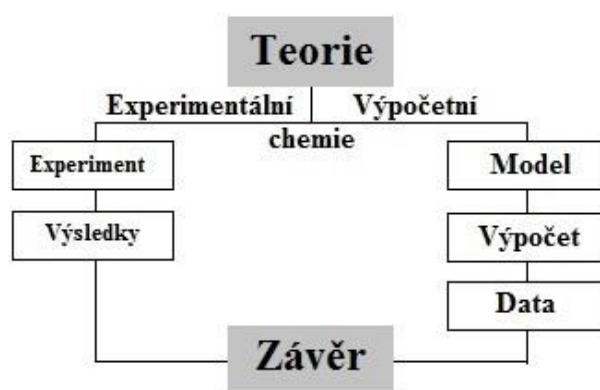 Teorie
Experimentální Výpočetní
chemie
Experiment
Model
Výsledky
Výpočet
Data
Závěr